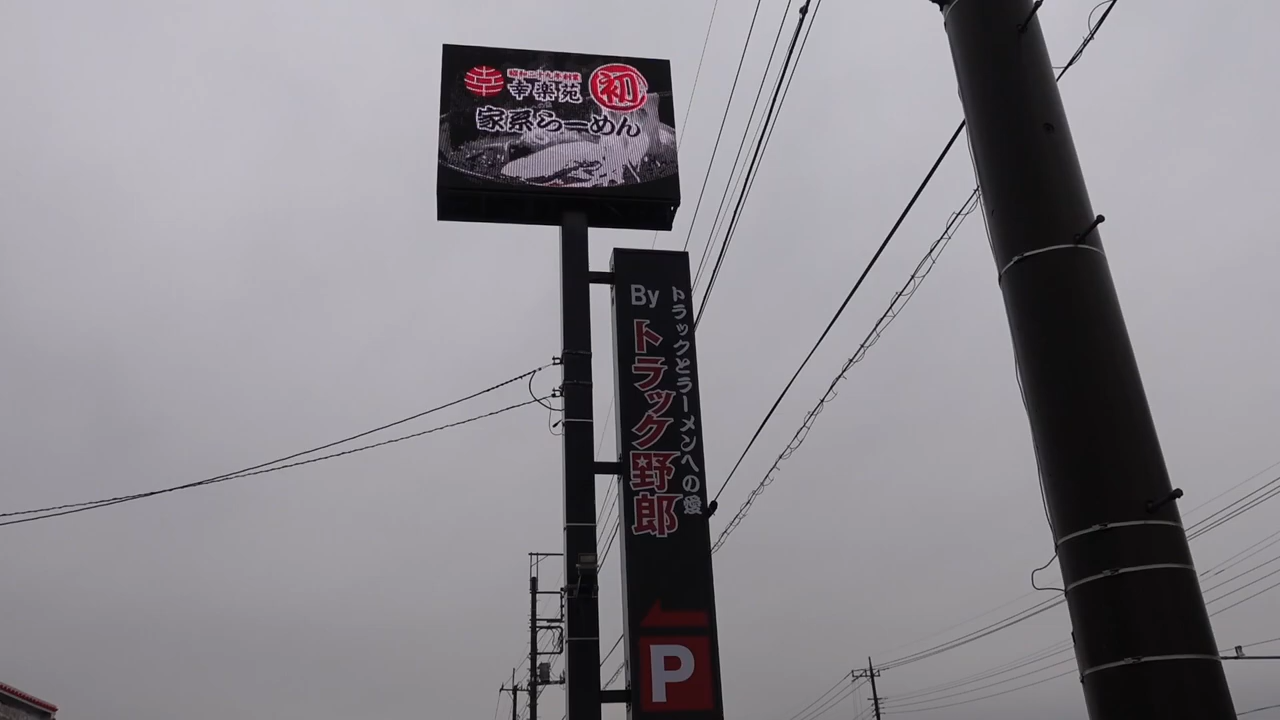 幸
昭和二十九年創業
幸楽苑
初
家系らーめん
トラックとラーメンへの愛
By トラック野郎
P